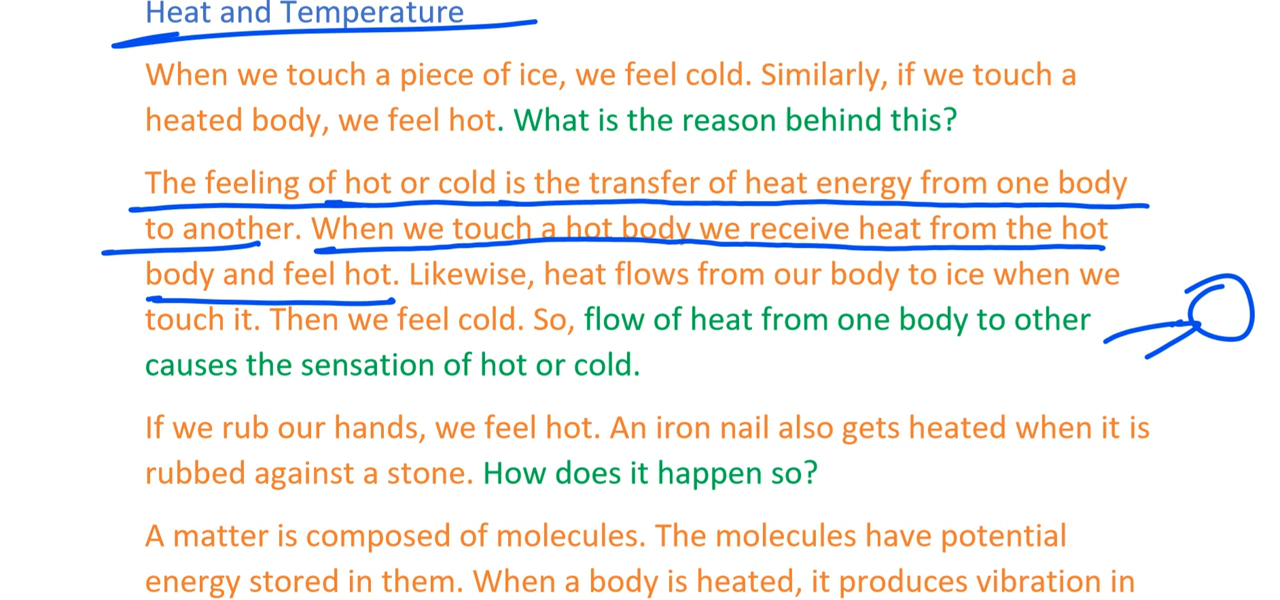 Heat and Temperature
When we touch a piece of ice, we feel cold. Similarly, if we touch a
heated body, we feel hot. What is the reason behind this?
The feeling of hot or cold is the transfer of heat energy from one body
to another. When we touch a hot body we receive heat from the hot
body and feel hot. Likewise, heat flows from our body to ice when we
touch it. Then we feel cold. So, flow of heat from one body to other
causes the sensation of hot or cold.
If we rub our hands, we feel hot. An iron nail also gets heated when it is
rubbed against a stone. How does it happen so?
A matter is composed of molecules. The molecules have potential
energy stored in them. When a body is heated, it produces vibration in